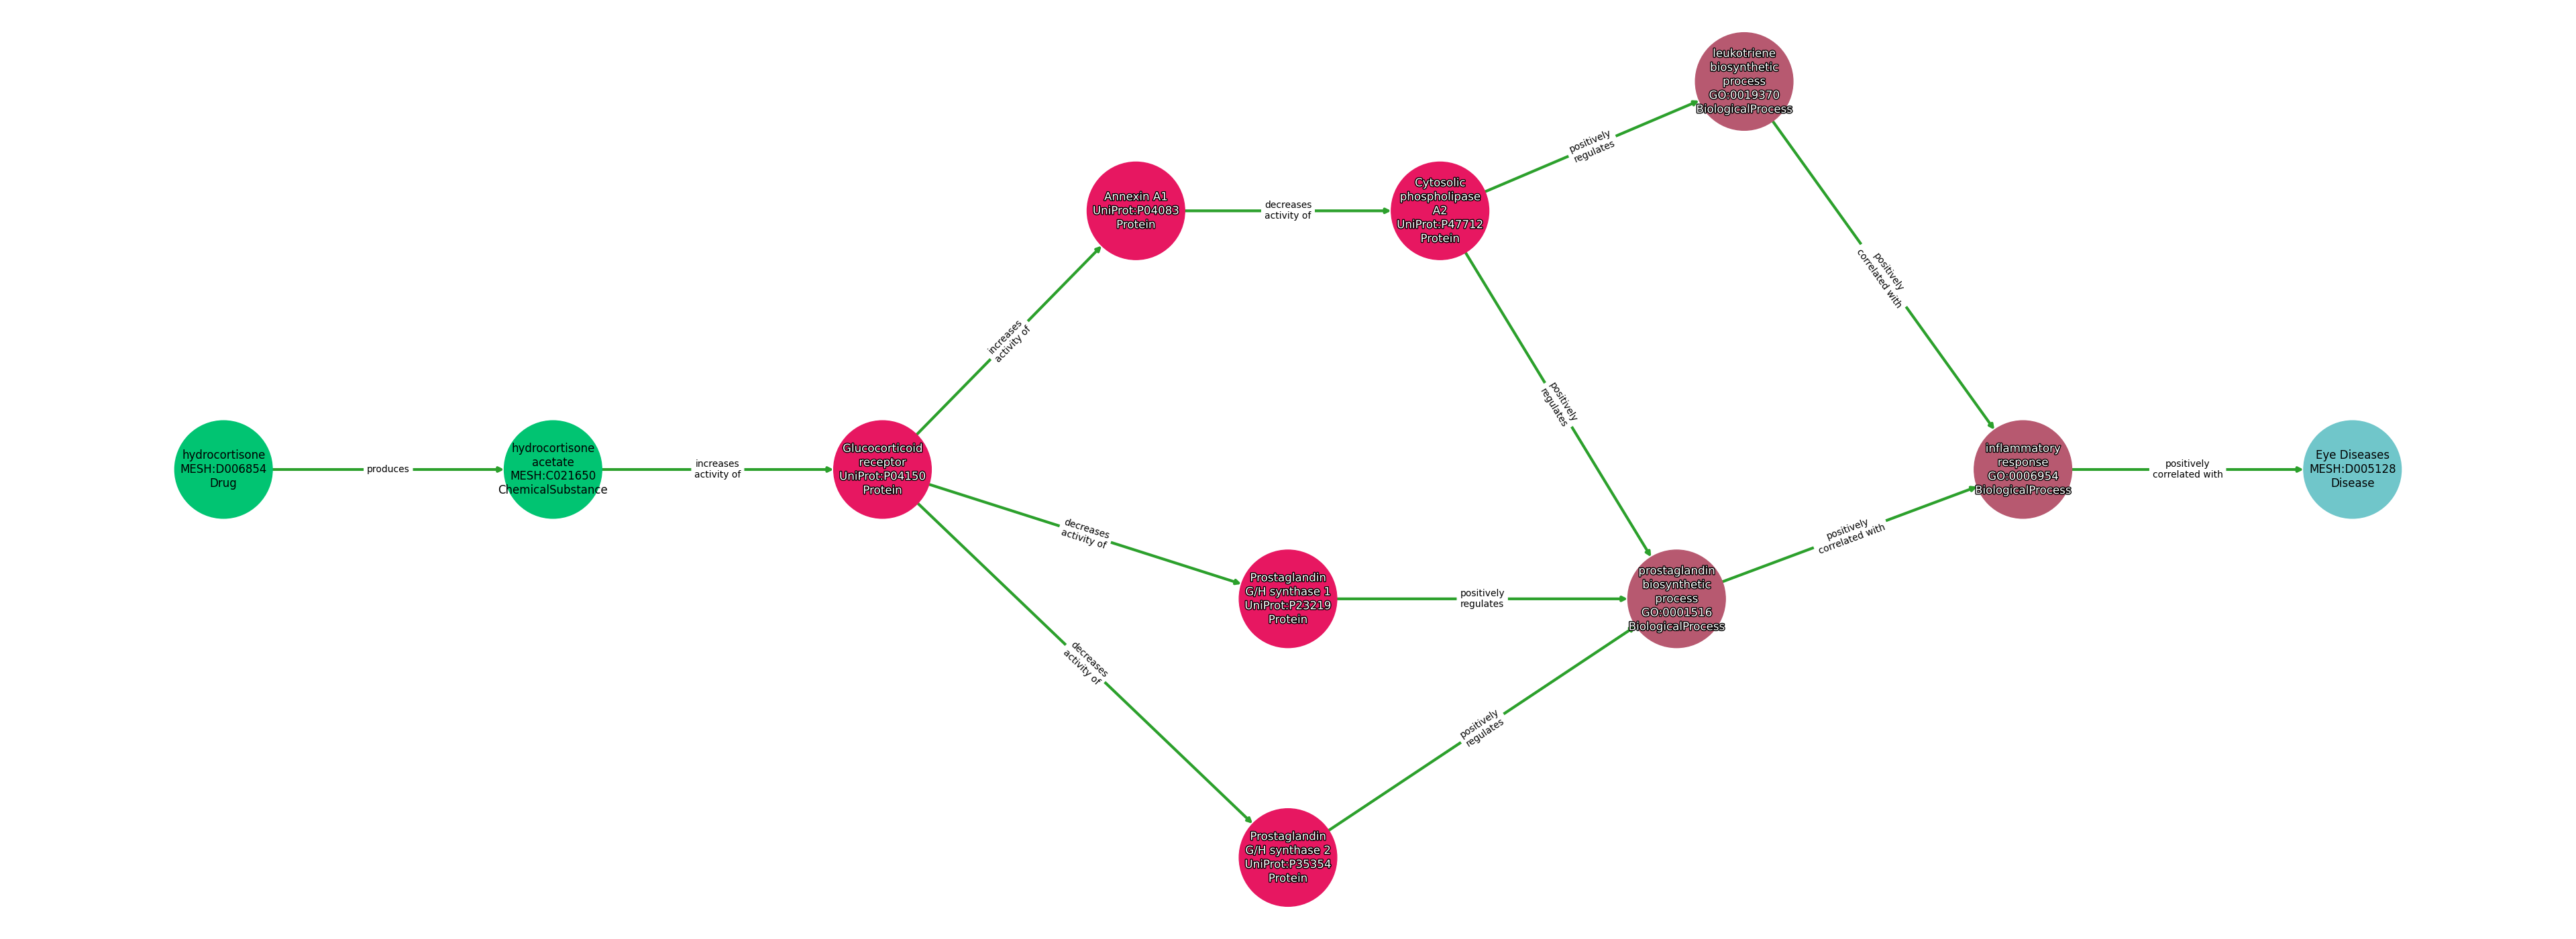 leukotriene
biosynthetic
process
GO:0019370
BiologicalProcess
positively
regulates
Annexin A1
UniProt:P04083
Protein
decreases
activity of
Cytosolic
phospholipase
A2
UniProt:P47712
Protein
positively
correlated with
increases
activity of
positively
regulates
hydrocortisone
MESH:D006854
Drug
produces
hydrocortisone
acetate
MESH:C021650
ChemicalSubstance
increases
activity of
Glucocorticoid
receptor
UniProt:P04150
Protein
inflammatory
response
GO:0006954
BiologicalProcess
positively
correlated with
Eye Diseases
MESH:D005128
Disease
decreases
activity of
positively
correlated with
Prostaglandin
G/H synthase 1
UniProt:P23219
Protein
positively
regulates
prostaglandin
biosynthetic
process
GO:0001516
BiologicalProcess
decreases
activity of
positively
regulates
Prostaglandin
G/H synthase 2
UniProt:P35354
Protein